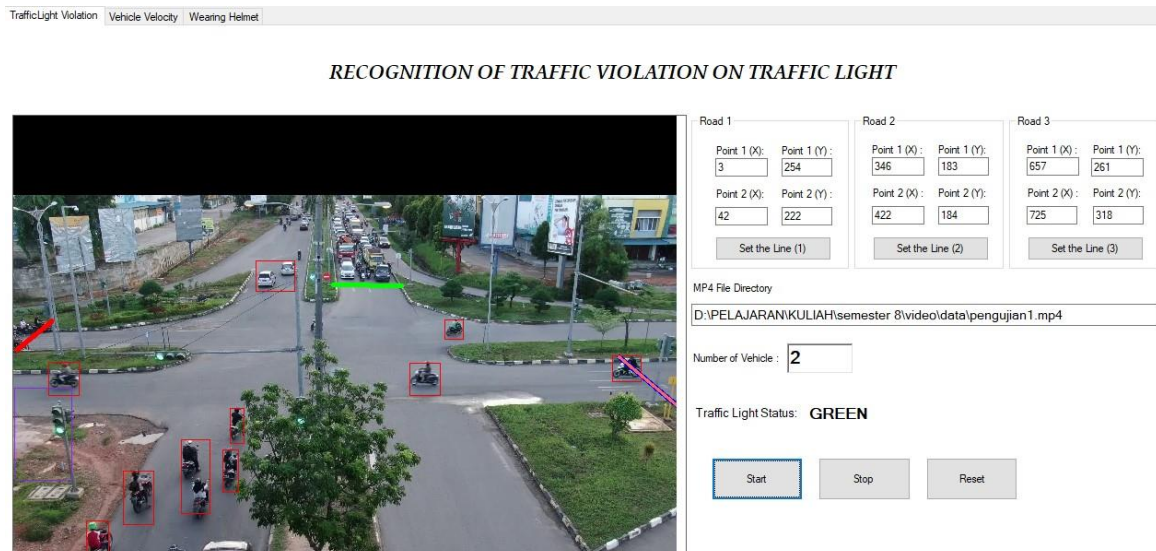 TrafficLight Violation Vehicle Velocity Wearing Helmet
RECOGNITION OF TRAFFIC VIOLATION ON TRAFFIC LIGHT
Road 1
Point 1 (X): Point 1 (Y) :
3 254
Point 2 (X): Point 2 (Y):
42 222
Set the Line (1)
Road 2
Point 1 (X) : Point 1 (Y):
346 183
Point 2 (X) : Point 2 (Y):
422 184
Set the Line (2)
Road 3
Point 1 (X) : Point 1 (Y):
657 261
Point 2 (X) : Point 2 (Y):
725 318
Set the Line (3)
MP4 File Directory
D:\PELAJARAN\KULIAH\semester 8\video\data\pengujian1.mp4
Number of Vehicle : 2
Traffic Light Status: GREEN
Start Stop Reset